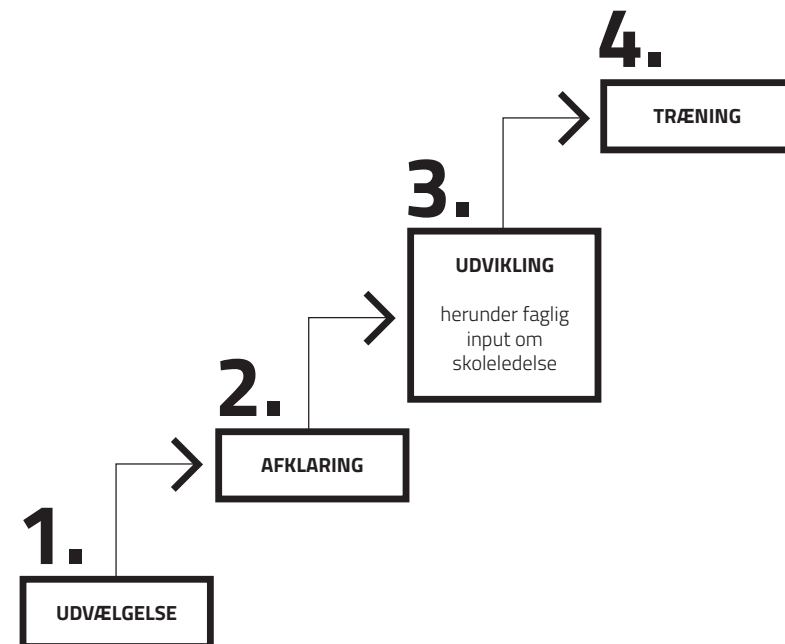 4.
TRÆNING
3.
UDVIKLING
herunder faglig
input om
skoleledelse
2.
AFKLARING
1.
UDVÆLGELSE